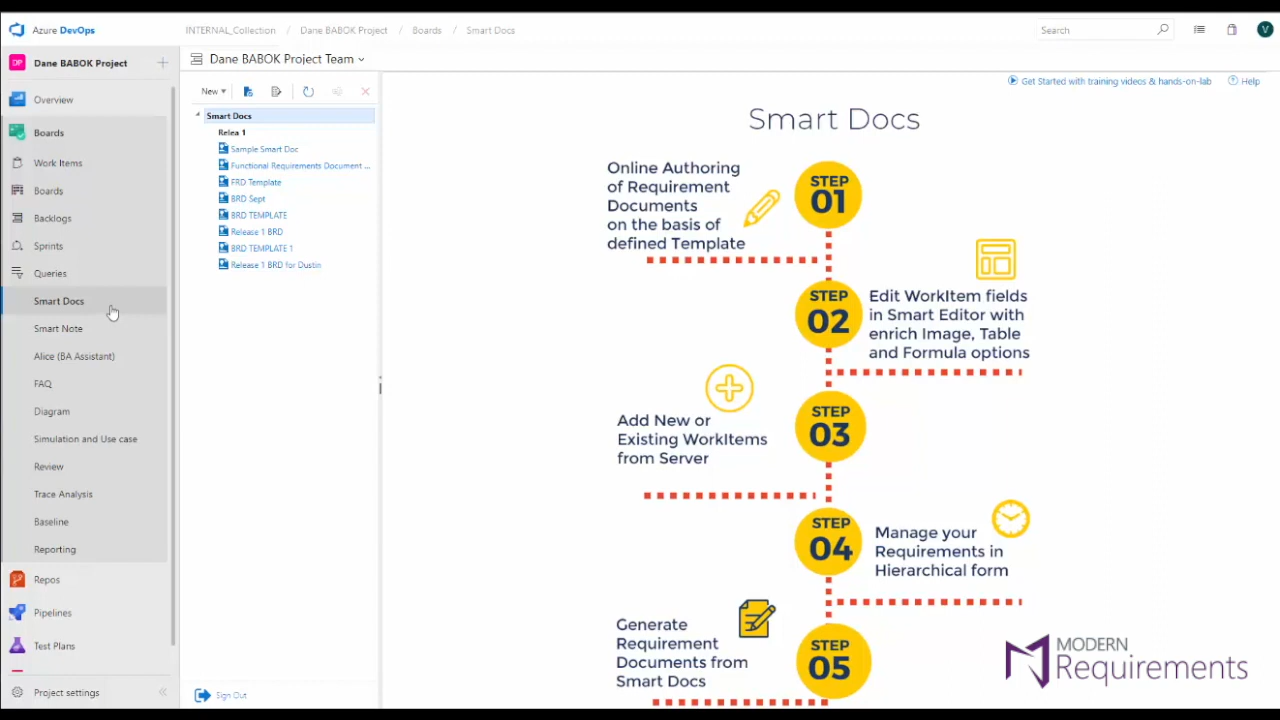 Azure DevOps
INTERNAL_Collection / Dane BABOK Project / Boards / Smart Docs
Search
V
DP Dane BABOK Project
Dane BABOK Project Team
Overview
Boards
Work Items
Boards
Backlogs
Sprints
Queries
Smart Docs
Smart Note
Alice (BA Assistant)
FAQ
Diagram
Simulation and Use case
Review
Trace Analysis
Baseline
Reporting
Repos
Pipelines
Test Plans
Project settings
New
Smart Docs
Relea 1
Sample Smart Doc
Functional Requirements Document ...
FRD Template
BRD Sept
BRD TEMPLATE
Release 1 BRD
BRD TEMPLATE 1
Release 1 BRD for Dustin
Sign Out
Get Started with training videos & hands-on-lab
Help
Smart Docs
Online Authoring
of Requirement
Documents
on the basis of
defined Template
STEP
01
STEP
02
Edit WorkItem fields
in Smart Editor with
enrich Image, Table
and Formula options
Add New or
Existing WorkItems
from Server
STEP
03
STEP
04
Manage your
Requirements in
Hierarchical form
Generate
Requirement
Documents from
Smart Docs
STEP
05
MODERN
Requirements